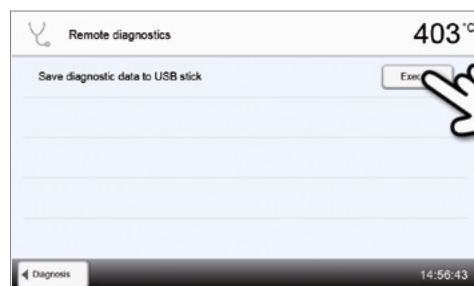 Remote diagnostics
403 °C
Save diagnostic data to USB stick
Diagnosis
14:56:43